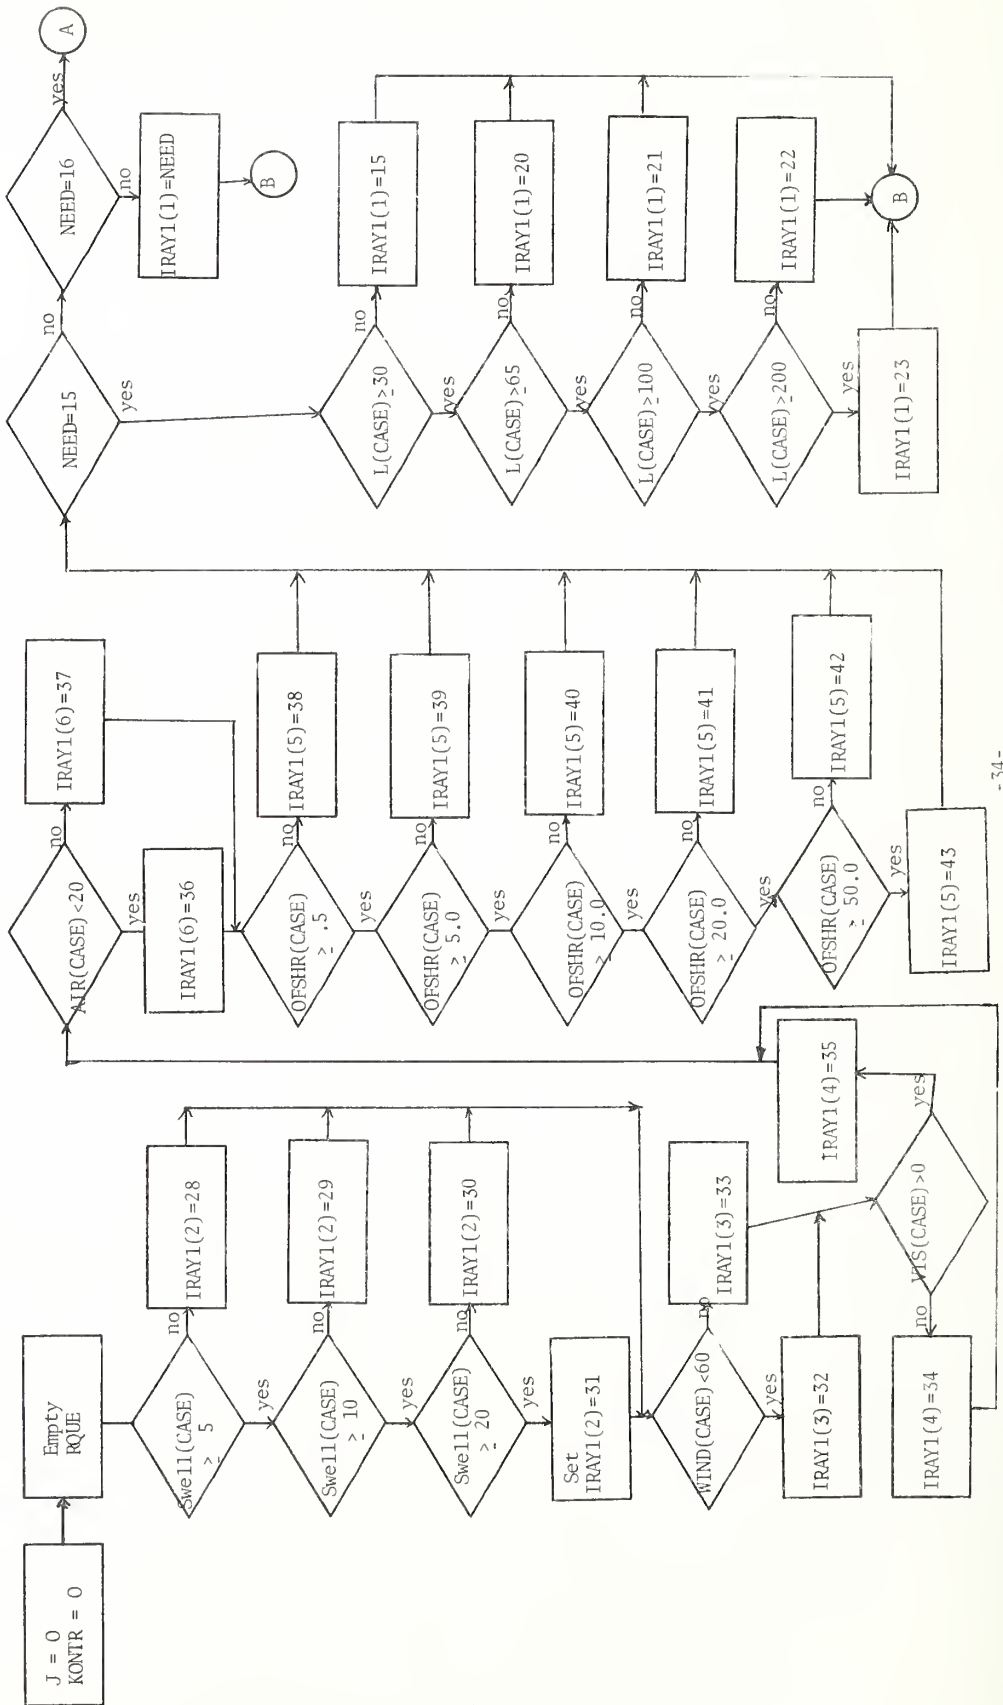 J = 0
KONTR = 0
Empty
RQUE
Swell(CASE)
≥ 5
no
IRAY1(2)=28
yes
Swell(CASE)
≥ 10
no
IRAY1(2)=29
yes
Swell(CASE)
≥ 20
no
IRAY1(2)=30
yes
Set
IRAY1(2)=31
WIND(CASE)<60
no
IRAY1(3)=33
yes
IRAY1(3)=32
VIS(CASE)>0
yes
IRAY1(4)=35
no
IRAY1(4)=34
AIR(CASE)<20
no
IRAY1(6)=37
yes
IRAY1(6)=36
OFSHR(CASE)
≥ .5
no
IRAY1(5)=38
yes
OFSHR(CASE)
≥ 5.0
no
IRAY1(5)=39
yes
OFSHR(CASE)
≥ 10.0
no
IRAY1(5)=40
yes
OFSHR(CASE)
≥ 20.0
no
IRAY1(5)=41
yes
OFSHR(CASE)
≥ 50.0
no
IRAY1(5)=42
yes
IRAY1(5)=43
NEED=15
no
NEED=16
yes
A
no
IRAY1(1)=NEED
B
yes
L(CASE)≥30
no
IRAY1(1)=15
yes
L(CASE)≥65
no
IRAY1(1)=20
yes
L(CASE)≥100
no
IRAY1(1)=21
yes
L(CASE)≥200
no
IRAY1(1)=22
yes
IRAY1(1)=23
B
-34-